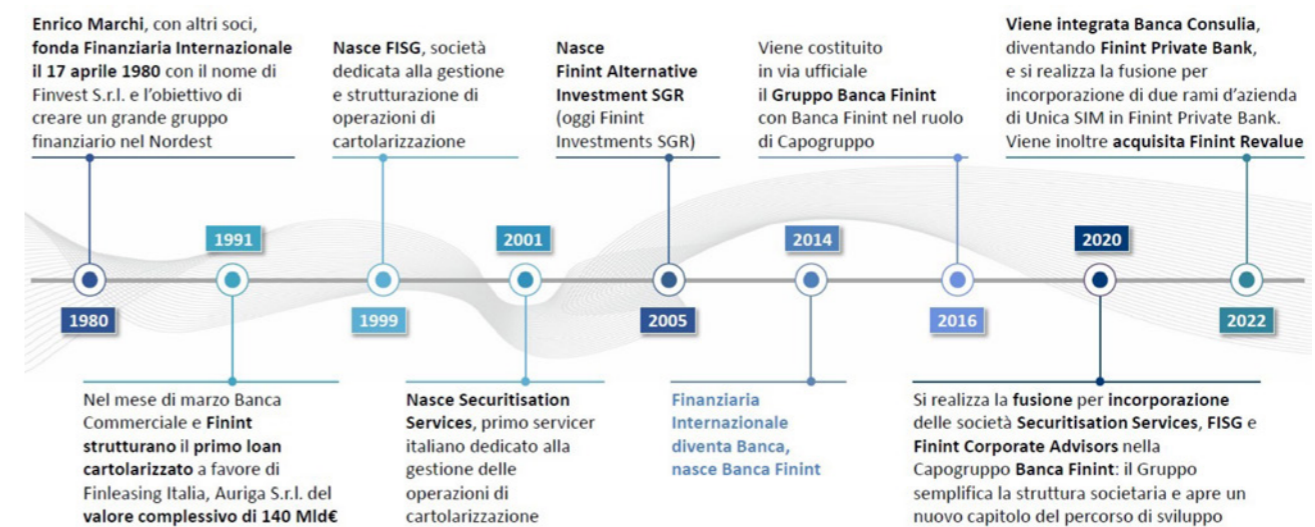 Enrico Marchi, con altri soci,
fonda Finanziaria Internazionale
il 17 aprile 1980 con il nome di
Finvest S.r.l. e l’obiettivo di
creare un grande gruppo
finanziario nel Nordest
Nasce FISG, società
dedicata alla gestione
e strutturazione di
operazioni di
cartolarizzazione
Nasce
Finint Alternative
Investment SGR
(oggi Finint
Investments SGR)
Viene costituito
in via ufficiale
il Gruppo Banca Finint
con Banca Finint nel ruolo
di Capogruppo
Viene integrata Banca Consulia,
diventando Finint Private Bank,
e si realizza la fusione per
incorporazione di due rami d’azienda
di Unica SIM in Finint Private Bank.
Viene inoltre acquisita Finint Revalue
1991
2001
2014
2020
1980
1999
2005
2016
2022
Nel mese di marzo Banca
Commerciale e Finint
strutturano il primo loan
cartolarizzato a favore di
Finleasing Italia, Auriga S.r.l. del
valore complessivo di 140 Mld€
Nasce Securitisation
Services, primo servicer
italiano dedicato alla
gestione delle
operazioni di
cartolarizzazione
Finanziaria
Internazionale
diventa Banca,
nasce Banca Finint
Si realizza la fusione per incorporazione
delle società Securitisation Services, FISG e
Finint Corporate Advisors nella
Capogruppo Banca Finint: il Gruppo
semplifica la struttura societaria e apre un
nuovo capitolo del percorso di sviluppo